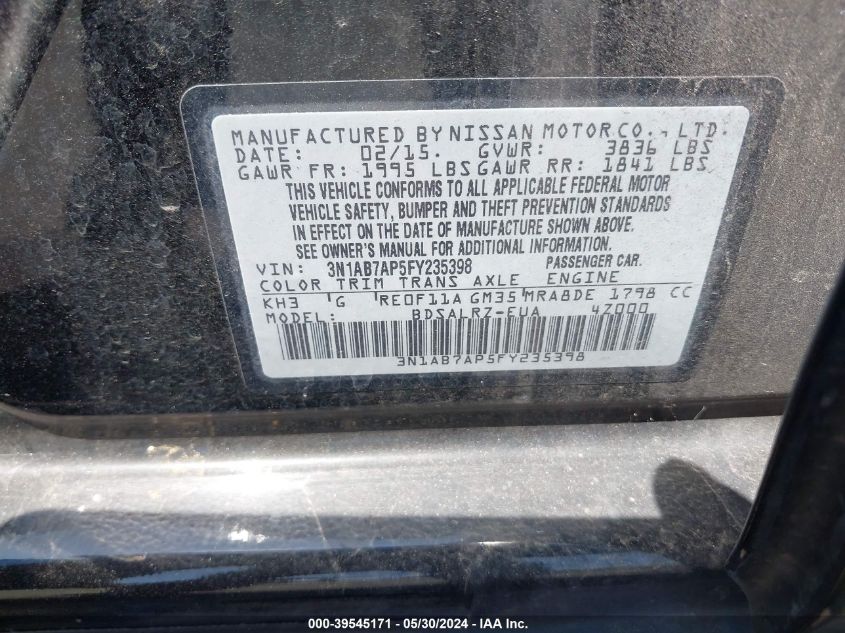 MANUFACTURED BY NISSAN MOTOR CO., LTD.
DATE: 02/15. GVWR: 3836 LBS
GAWR FR: 1995 LBS GAWR RR: 1841 LBS
THIS VEHICLE CONFORMS TO ALL APPLICABLE FEDERAL MOTOR
VEHICLE SAFETY, BUMPER AND THEFT PREVENTION STANDARDS
IN EFFECT ON THE DATE OF MANUFACTURE SHOWN ABOVE.
SEE OWNER'S MANUAL FOR ADDITIONAL INFORMATION.
VIN: 3N1AB7AP5FY235398 PASSENGER CAR.
COLOR TRIM TRANS AXLE ENGINE
KH3 'G RE0F11A GM35 MRA8DE 1798 CC
MODEL: BDSALRZ-EUA 4Z000
3N1AB7AP5FY235398
000-39545171 - 05/30/2024 - IAAI.com